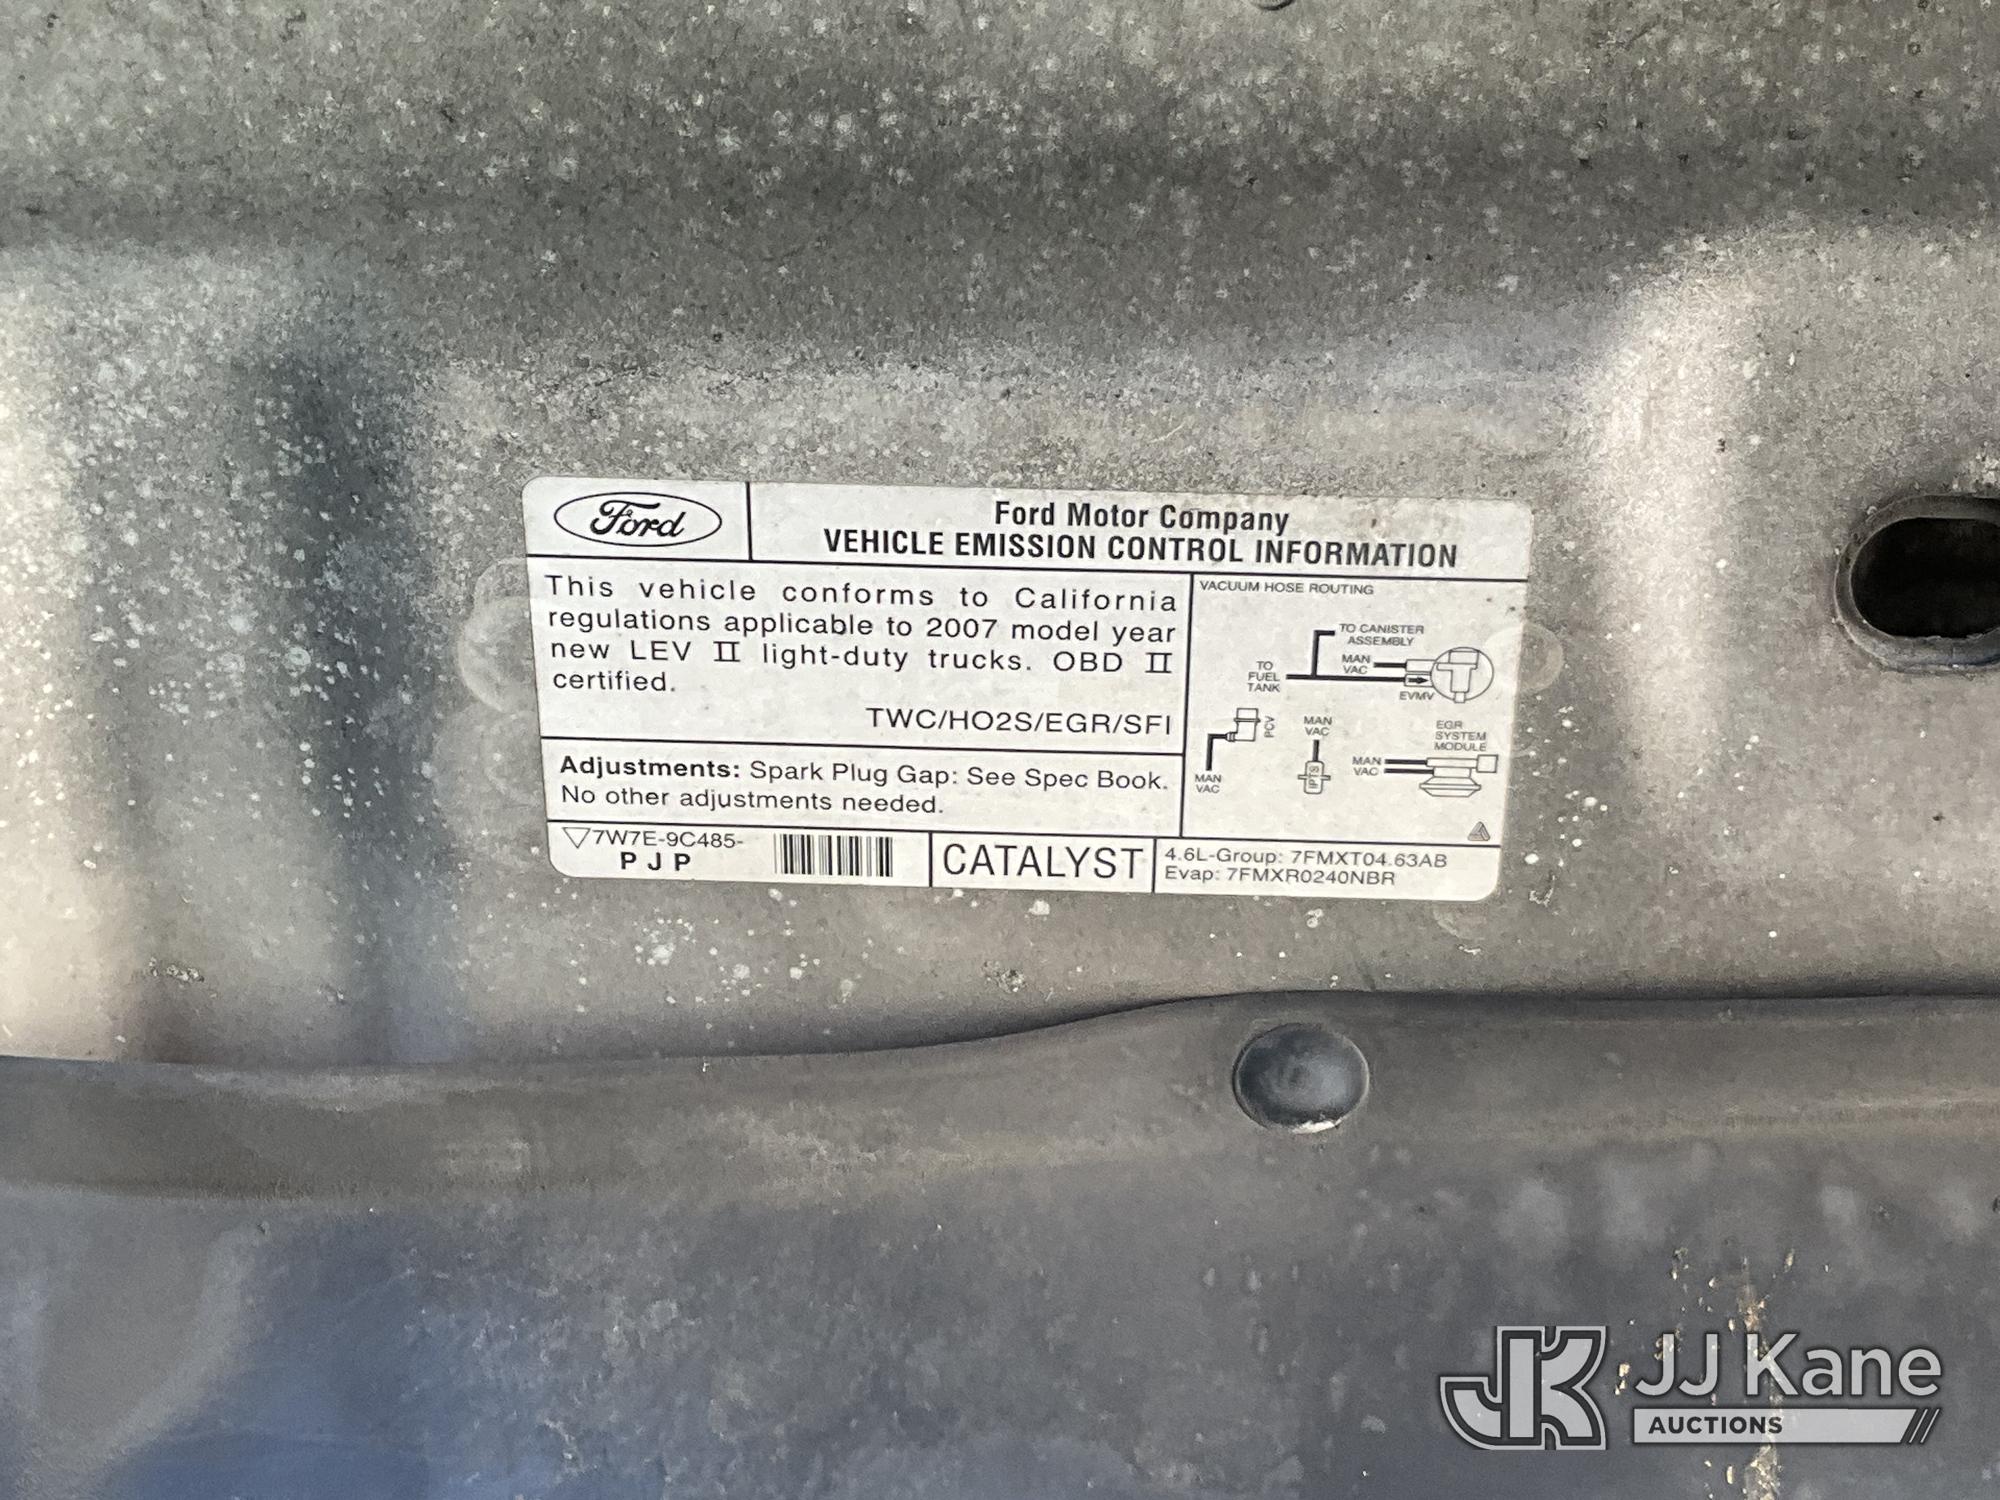 Ford
Ford Motor Company
VEHICLE EMISSION CONTROL INFORMATION
This vehicle conforms to California
regulations applicable to 2007 model year
new LEV II light-duty trucks. OBD II
certified.
TWC/HO2S/EGR/SFI
Adjustments: Spark Plug Gap: See Spec Book.
No other adjustments needed.
VACUUM HOSE ROUTING
TO CANISTER
ASSEMBLY
MAN
VAC
TO
FUEL
TANK
EVMV
PCV
MAN
VAC
MAN
VAC
IPTS
EGR
SYSTEM
MODULE
MAN
VAC
7W7E-9C485-
PJP
CATALYST
4.6L-Group: 7FMXT04.63AB
Evap: 7FMXR0240NBR
JK
JJ Kane
AUCTIONS